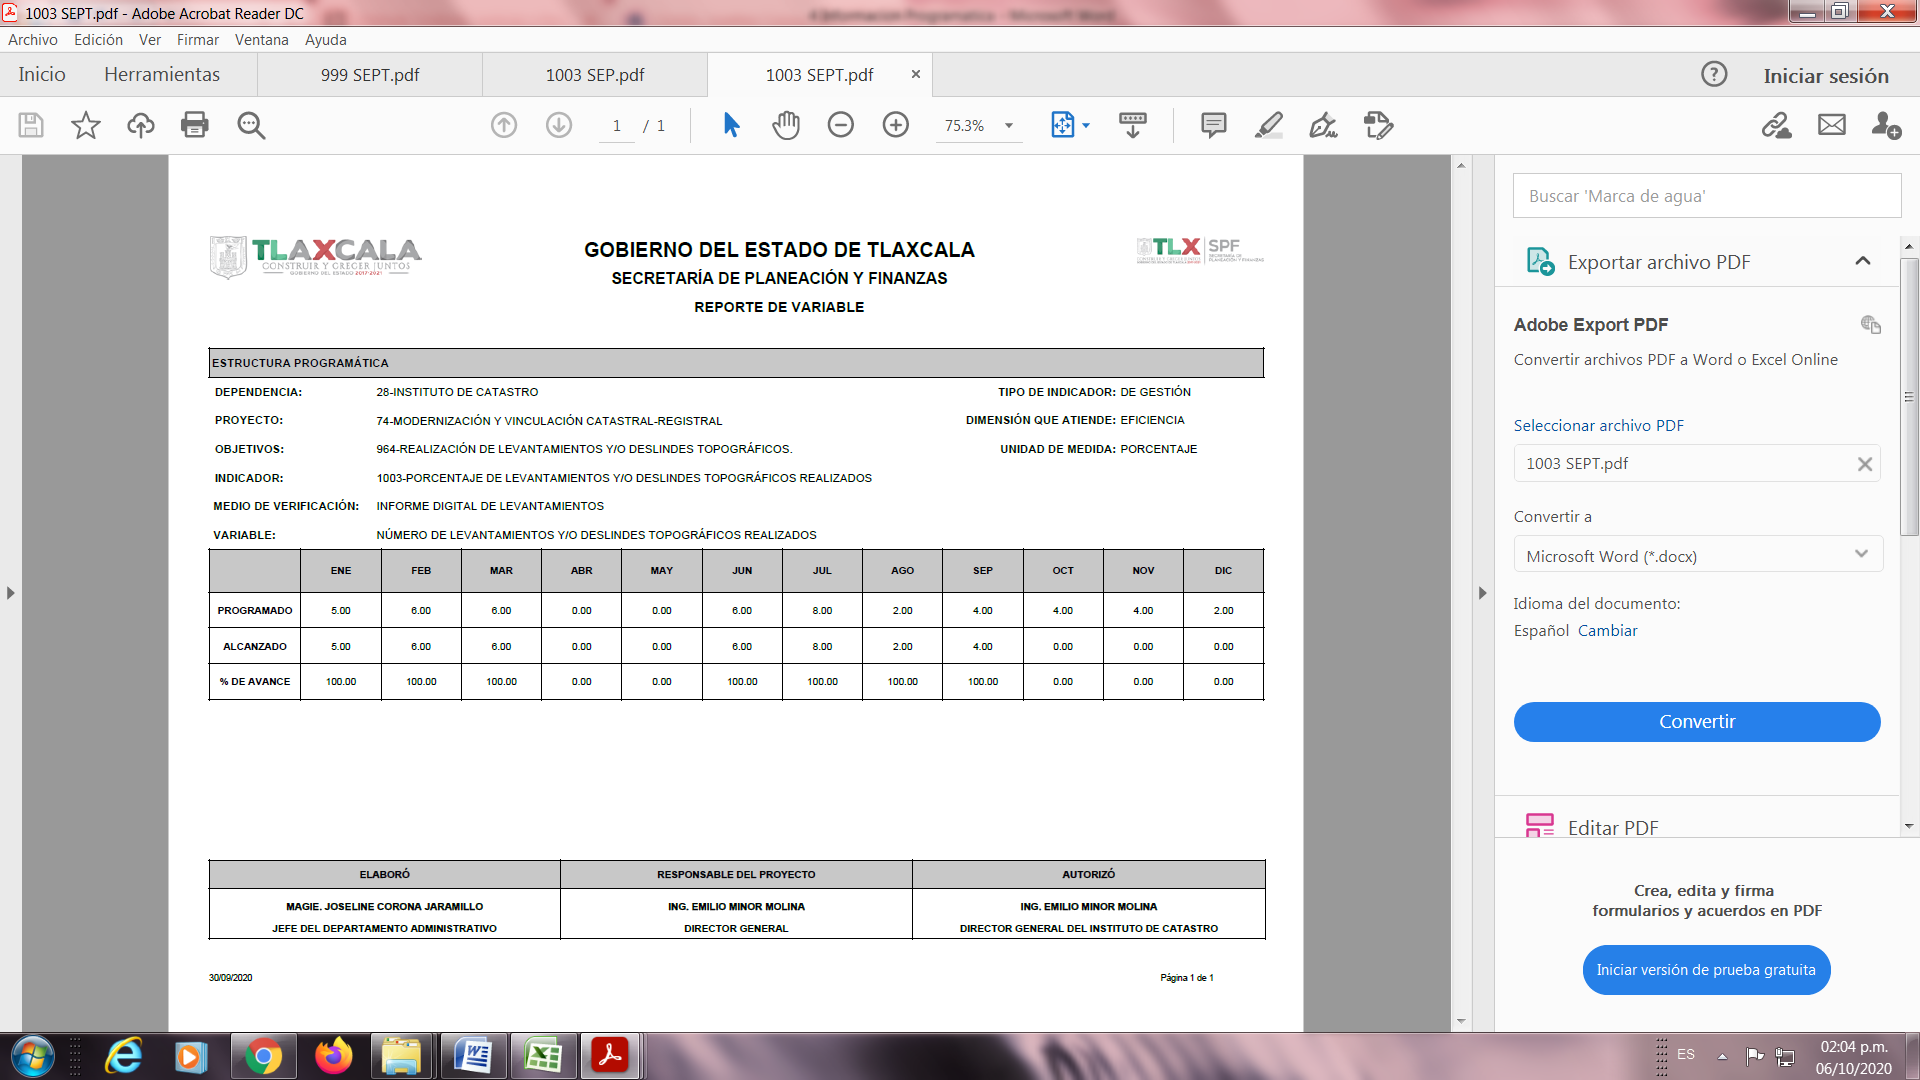 1003 SEPT.pdf - Adobe Acrobat Reader DC
Archivo Edición Ver Firmar Ventana Ayuda
Inicio Herramientas 999 SEPT.pdf 1003 SEP.pdf 1003 SEPT.pdf Iniciar sesión
1 / 1 75.3%
TLAXCALA
CONSTRUIR Y CRECER JUNTOS
GOBIERNO DEL ESTADO 2017-2021
GOBIERNO DEL ESTADO DE TLAXCALA
SECRETARÍA DE PLANEACIÓN Y FINANZAS
REPORTE DE VARIABLE
TLX SPF
SECRETARÍA DE
PLANEACIÓN Y FINANZAS
ESTRUCTURA PROGRAMÁTICA
DEPENDENCIA: 28-INSTITUTO DE CATASTRO TIPO DE INDICADOR: DE GESTIÓN
PROYECTO: 74-MODERNIZACIÓN Y VINCULACIÓN CATASTRAL-REGISTRAL DIMENSIÓN QUE ATIENDE: EFICIENCIA
OBJETIVOS: 964-REALIZACIÓN DE LEVANTAMIENTOS Y/O DESLINDES TOPOGRÁFICOS. UNIDAD DE MEDIDA: PORCENTAJE
INDICADOR: 1003-PORCENTAJE DE LEVANTAMIENTOS Y/O DESLINDES TOPOGRÁFICOS REALIZADOS
MEDIO DE VERIFICACIÓN: INFORME DIGITAL DE LEVANTAMIENTOS
VARIABLE: NÚMERO DE LEVANTAMIENTOS Y/O DESLINDES TOPOGRÁFICOS REALIZADOS
ENE FEB MAR ABR MAY JUN JUL AGO SEP OCT NOV DIC
PROGRAMADO 5.00 6.00 6.00 0.00 0.00 6.00 8.00 2.00 4.00 4.00 4.00 2.00
ALCANZADO 5.00 6.00 6.00 0.00 0.00 6.00 8.00 2.00 4.00 0.00 0.00 0.00
% DE AVANCE 100.00 100.00 100.00 0.00 0.00 100.00 100.00 100.00 100.00 0.00 0.00 0.00
ELABORÓ RESPONSABLE DEL PROYECTO AUTORIZÓ
MAGIE. JOSELINE CORONA JARAMILLO ING. EMILIO MINOR MOLINA ING. EMILIO MINOR MOLINA
JEFE DEL DEPARTAMENTO ADMINISTRATIVO DIRECTOR GENERAL DIRECTOR GENERAL DEL INSTITUTO DE CATASTRO
30/09/2020 Página 1 de 1
Buscar 'Marca de agua'
Exportar archivo PDF
Adobe Export PDF
Convertir archivos PDF a Word o Excel Online
Seleccionar archivo PDF
1003 SEPT.pdf
Convertir a
Microsoft Word (*.docx)
Idioma del documento:
Español Cambiar
Convertir
Editar PDF
Crea, edita y firma
formularios y acuerdos en PDF
Iniciar versión de prueba gratuita
ES
02:04 p.m.
06/10/2020